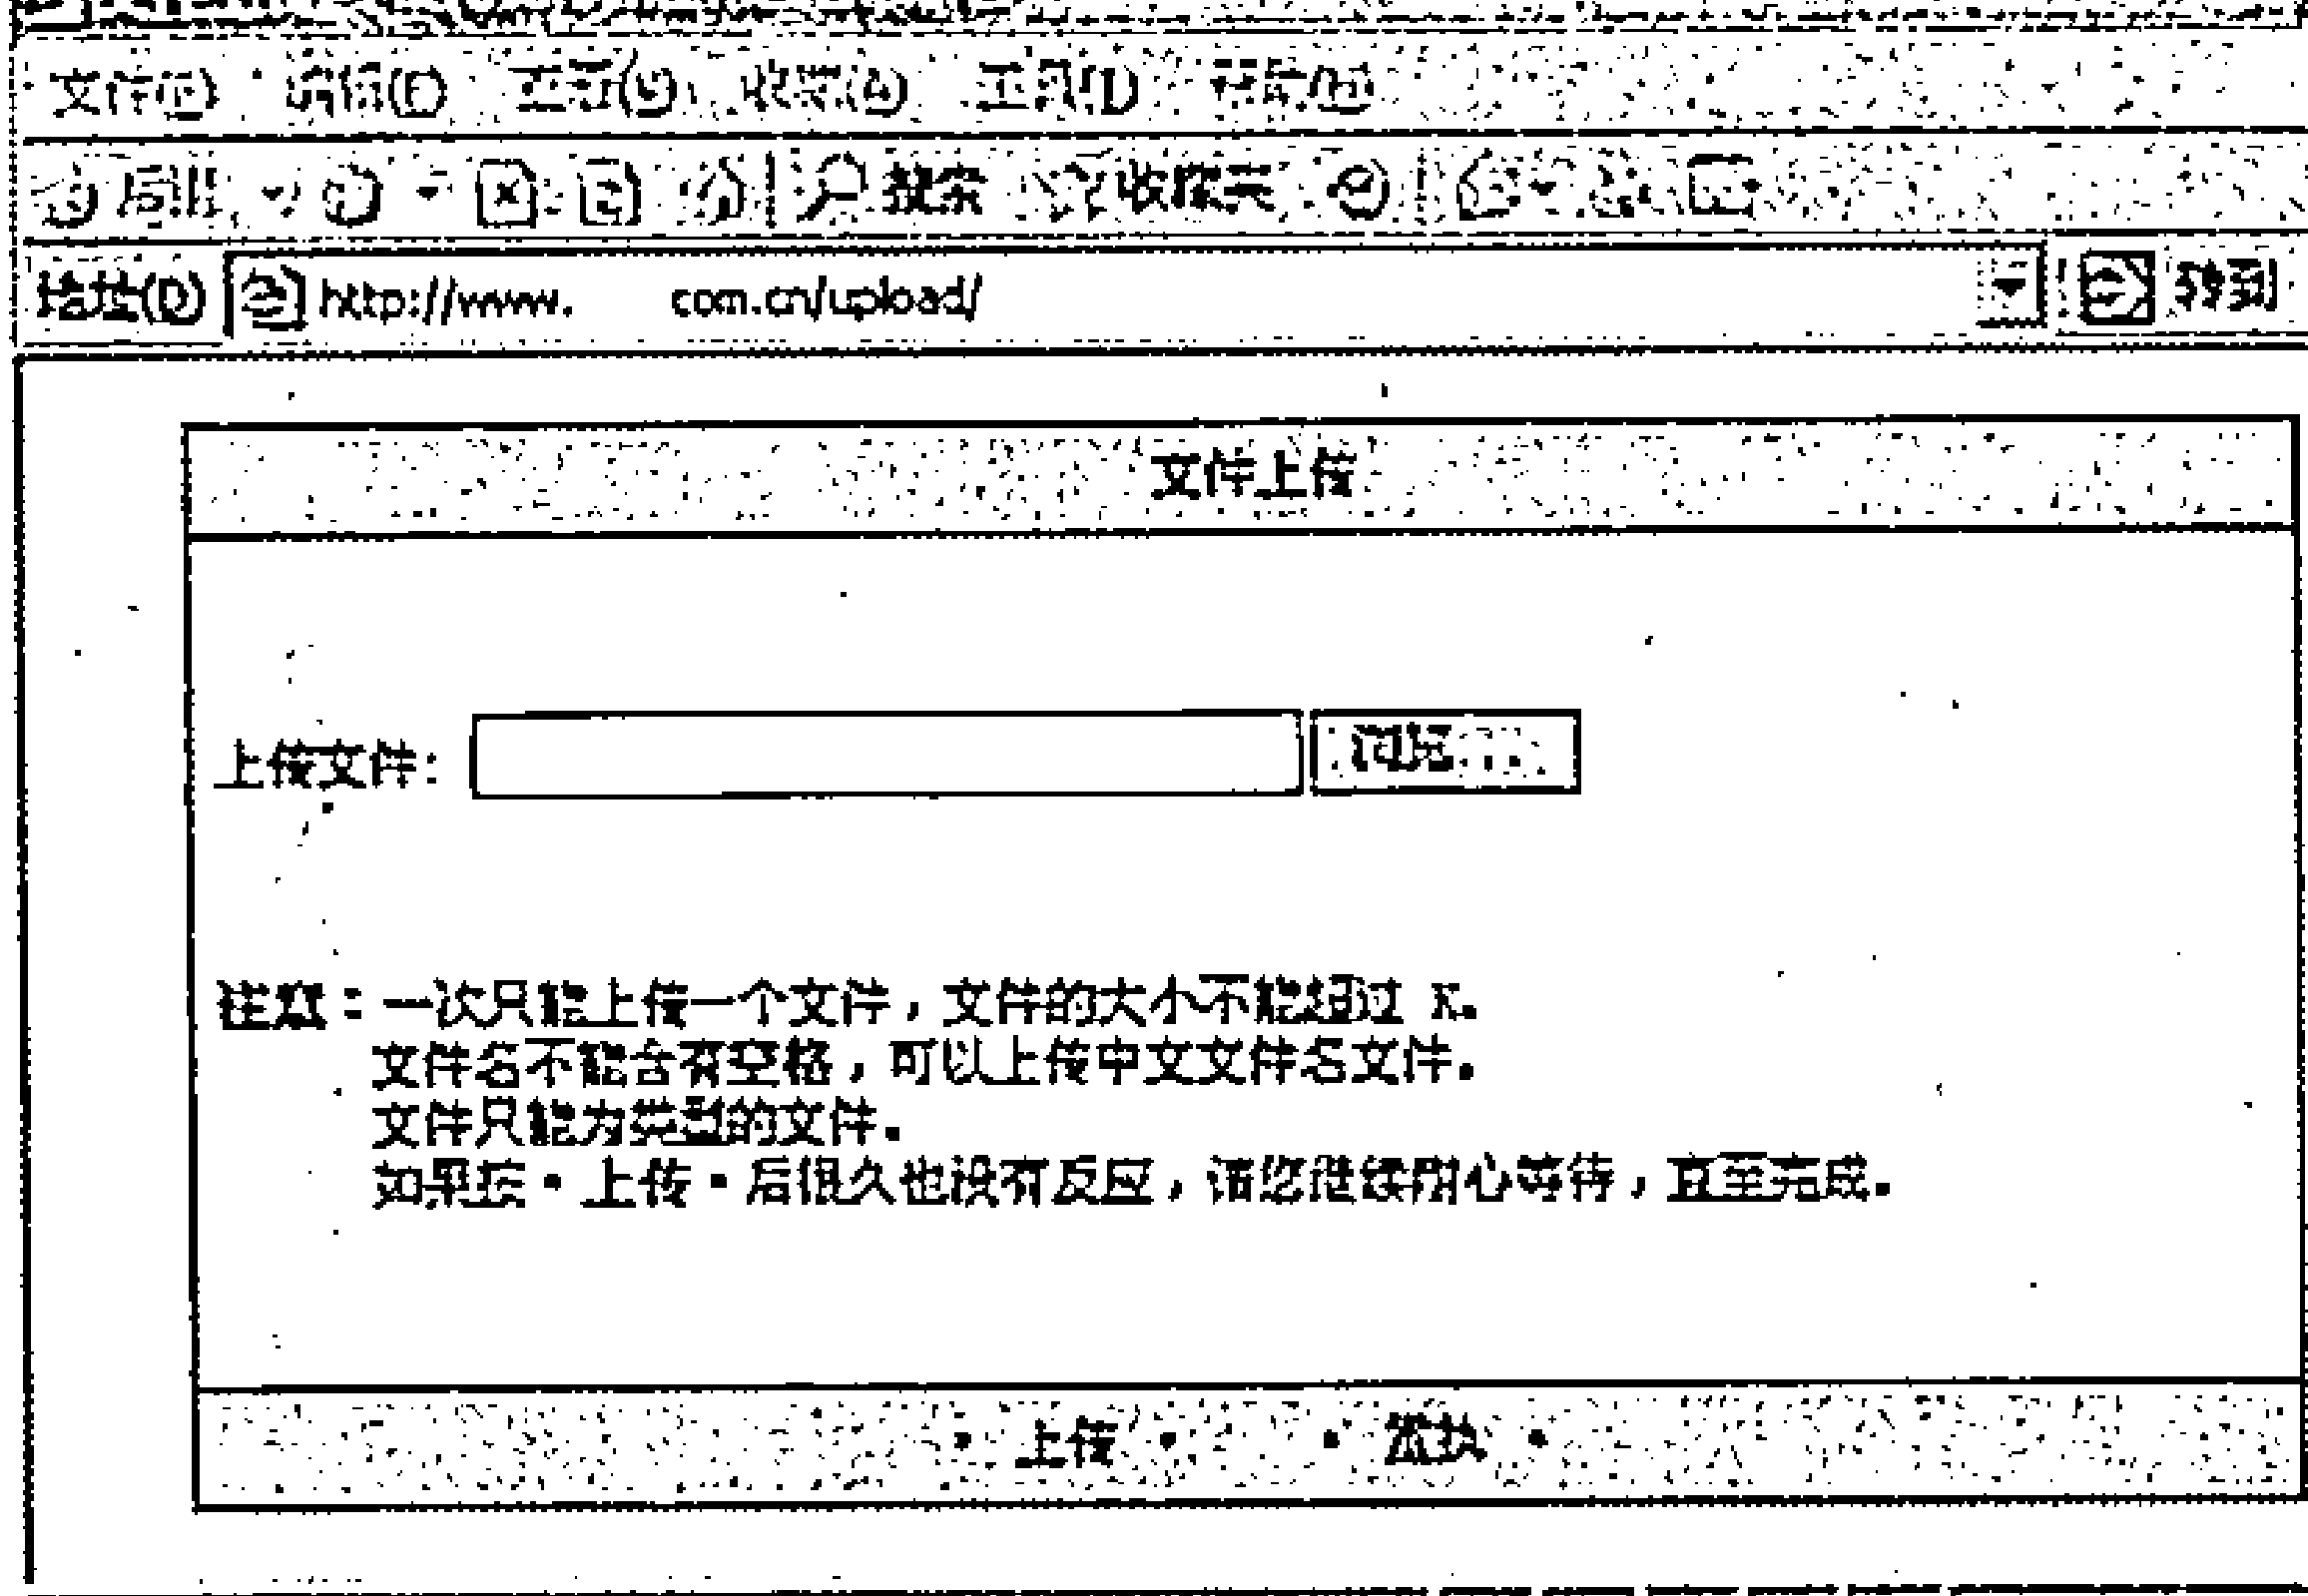 文件(F) 编辑(E) 查看(V) 收藏(A) 工具(T) 帮助(H)
后退 搜索 收藏夹
地址(D) http://www. com.cn/upload/ 转到
文件上传
上传文件: 浏览...
注意：一次只能上传一个文件，文件的大小不能超过 K。
文件名不能含有空格，可以上传中文文件名文件。
文件只能为类型的文件。
如果按·上传·后很久也没有反应，请您继续耐心等待，直至完成。
· 上传 · · 查找 ·